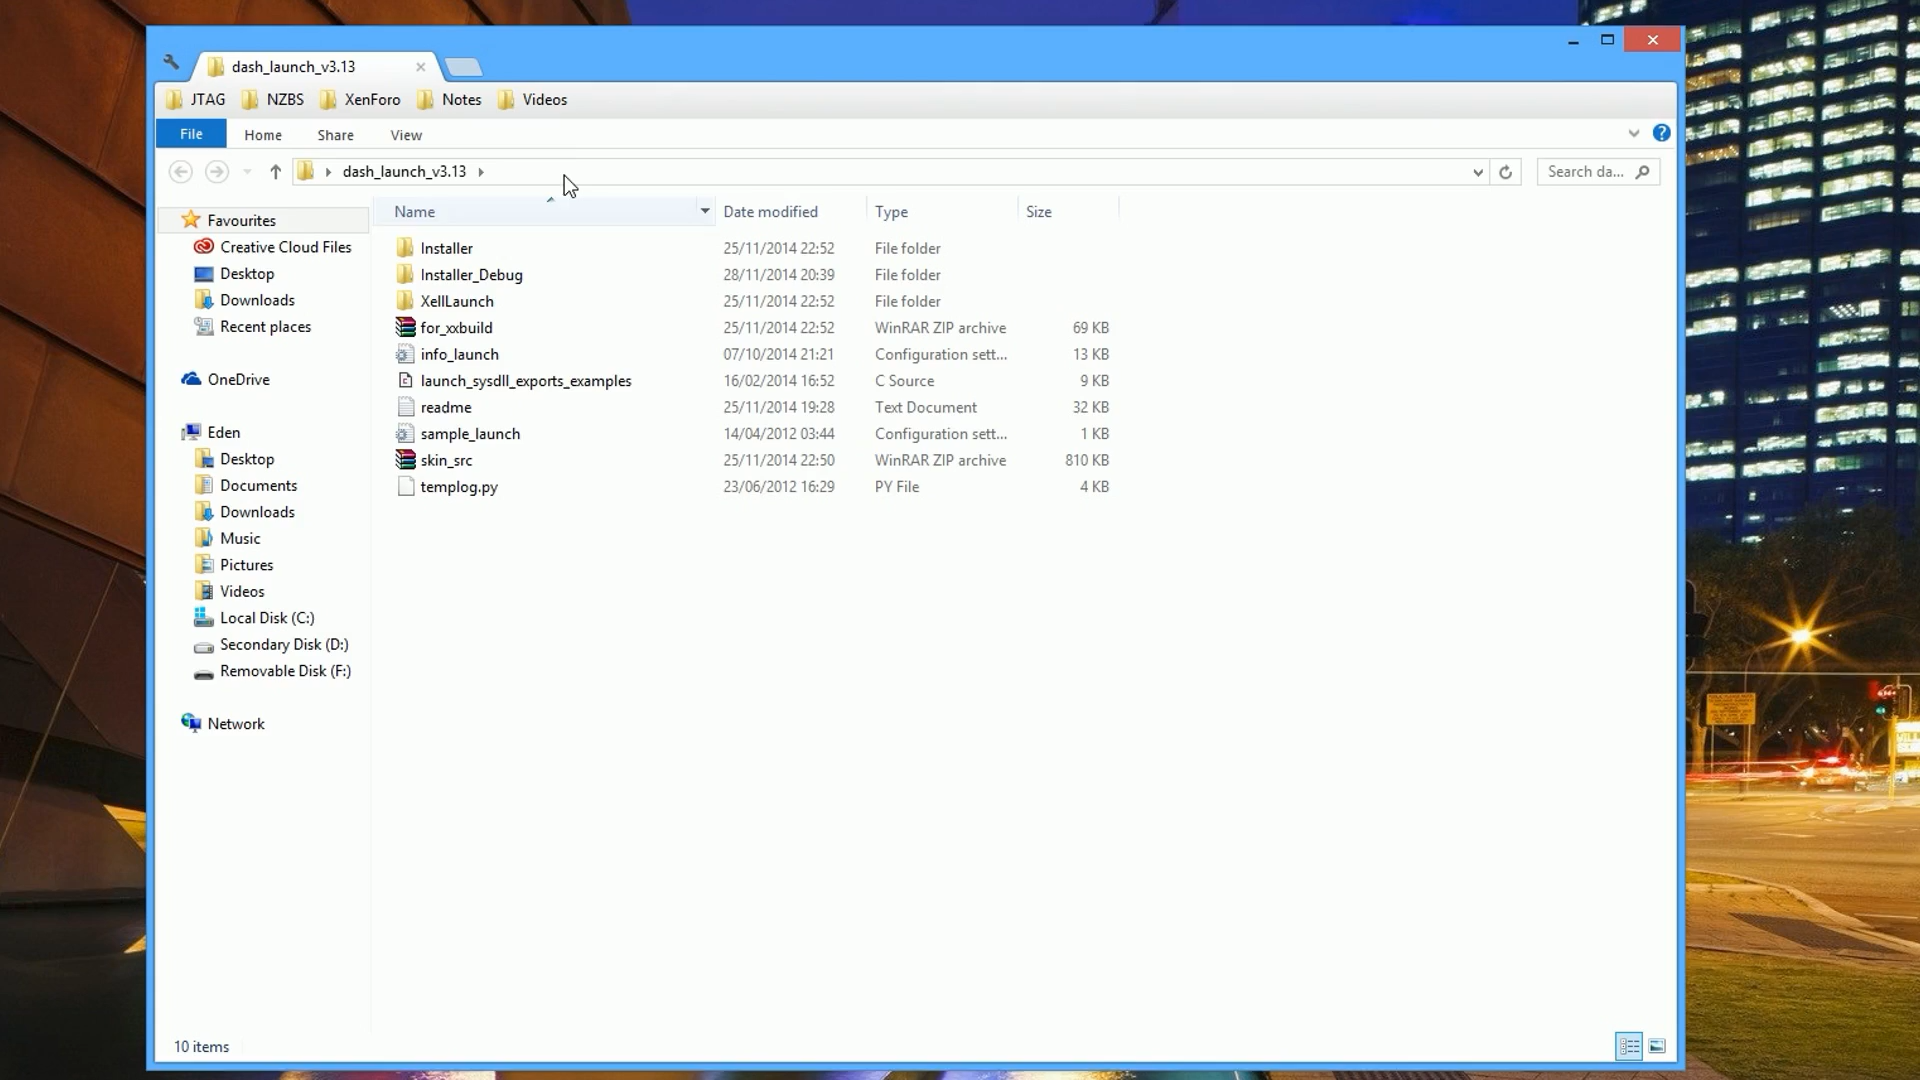 dash_launch_v3.13
JTAG NZBS XenForo Notes Videos
File Home Share View
dash_launch_v3.13 Search da...
Name Date modified Type Size
Favourites
Creative Cloud Files
Desktop
Downloads
Recent places
OneDrive
Eden
Desktop
Documents
Downloads
Music
Pictures
Videos
Local Disk (C:)
Secondary Disk (D:)
Removable Disk (F:)
Network
Installer 25/11/2014 22:52 File folder
Installer_Debug 28/11/2014 20:39 File folder
XellLaunch 25/11/2014 22:52 File folder
for_xxbuild 25/11/2014 22:52 WinRAR ZIP archive 69 KB
info_launch 07/10/2014 21:21 Configuration sett... 13 KB
launch_sysdll_exports_examples 16/02/2014 16:52 C Source 9 KB
readme 25/11/2014 19:28 Text Document 32 KB
sample_launch 14/04/2012 03:44 Configuration sett... 1 KB
skin_src 25/11/2014 22:50 WinRAR ZIP archive 810 KB
templog.py 23/06/2012 16:29 PY File 4 KB
10 items